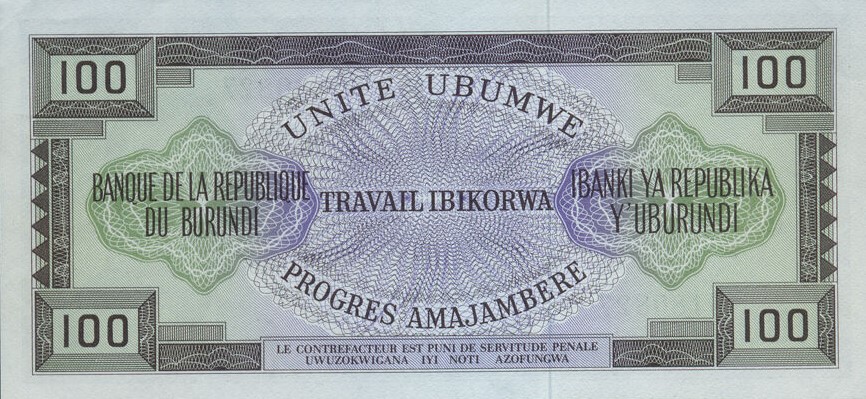 100
100
UNITE UBUMWE
BANQUE DE LA REPUBLIQUE
DU BURUNDI
TRAVAIL IBIKORWA
IBANKI YA REPUBLIKA
Y'UBURUNDI
PROGRES AMAJAMBERE
100
100
LE CONTREFACTEUR EST PUNI DE SERVITUDE PENALE
UWUZOKWIGANA IYI NOTI AZOFUNGWA